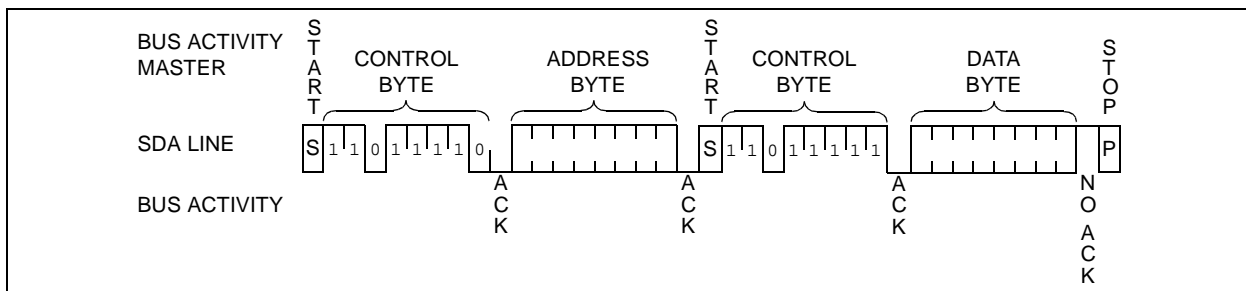 BUS ACTIVITY
MASTER
START
CONTROL
BYTE
ADDRESS
BYTE
START
CONTROL
BYTE
DATA
BYTE
STOP
SDA LINE
S 1 1 0 1 1 1 1 0
S 1 1 0 1 1 1 1 1
P
BUS ACTIVITY
ACK
ACK
ACK
NO ACK